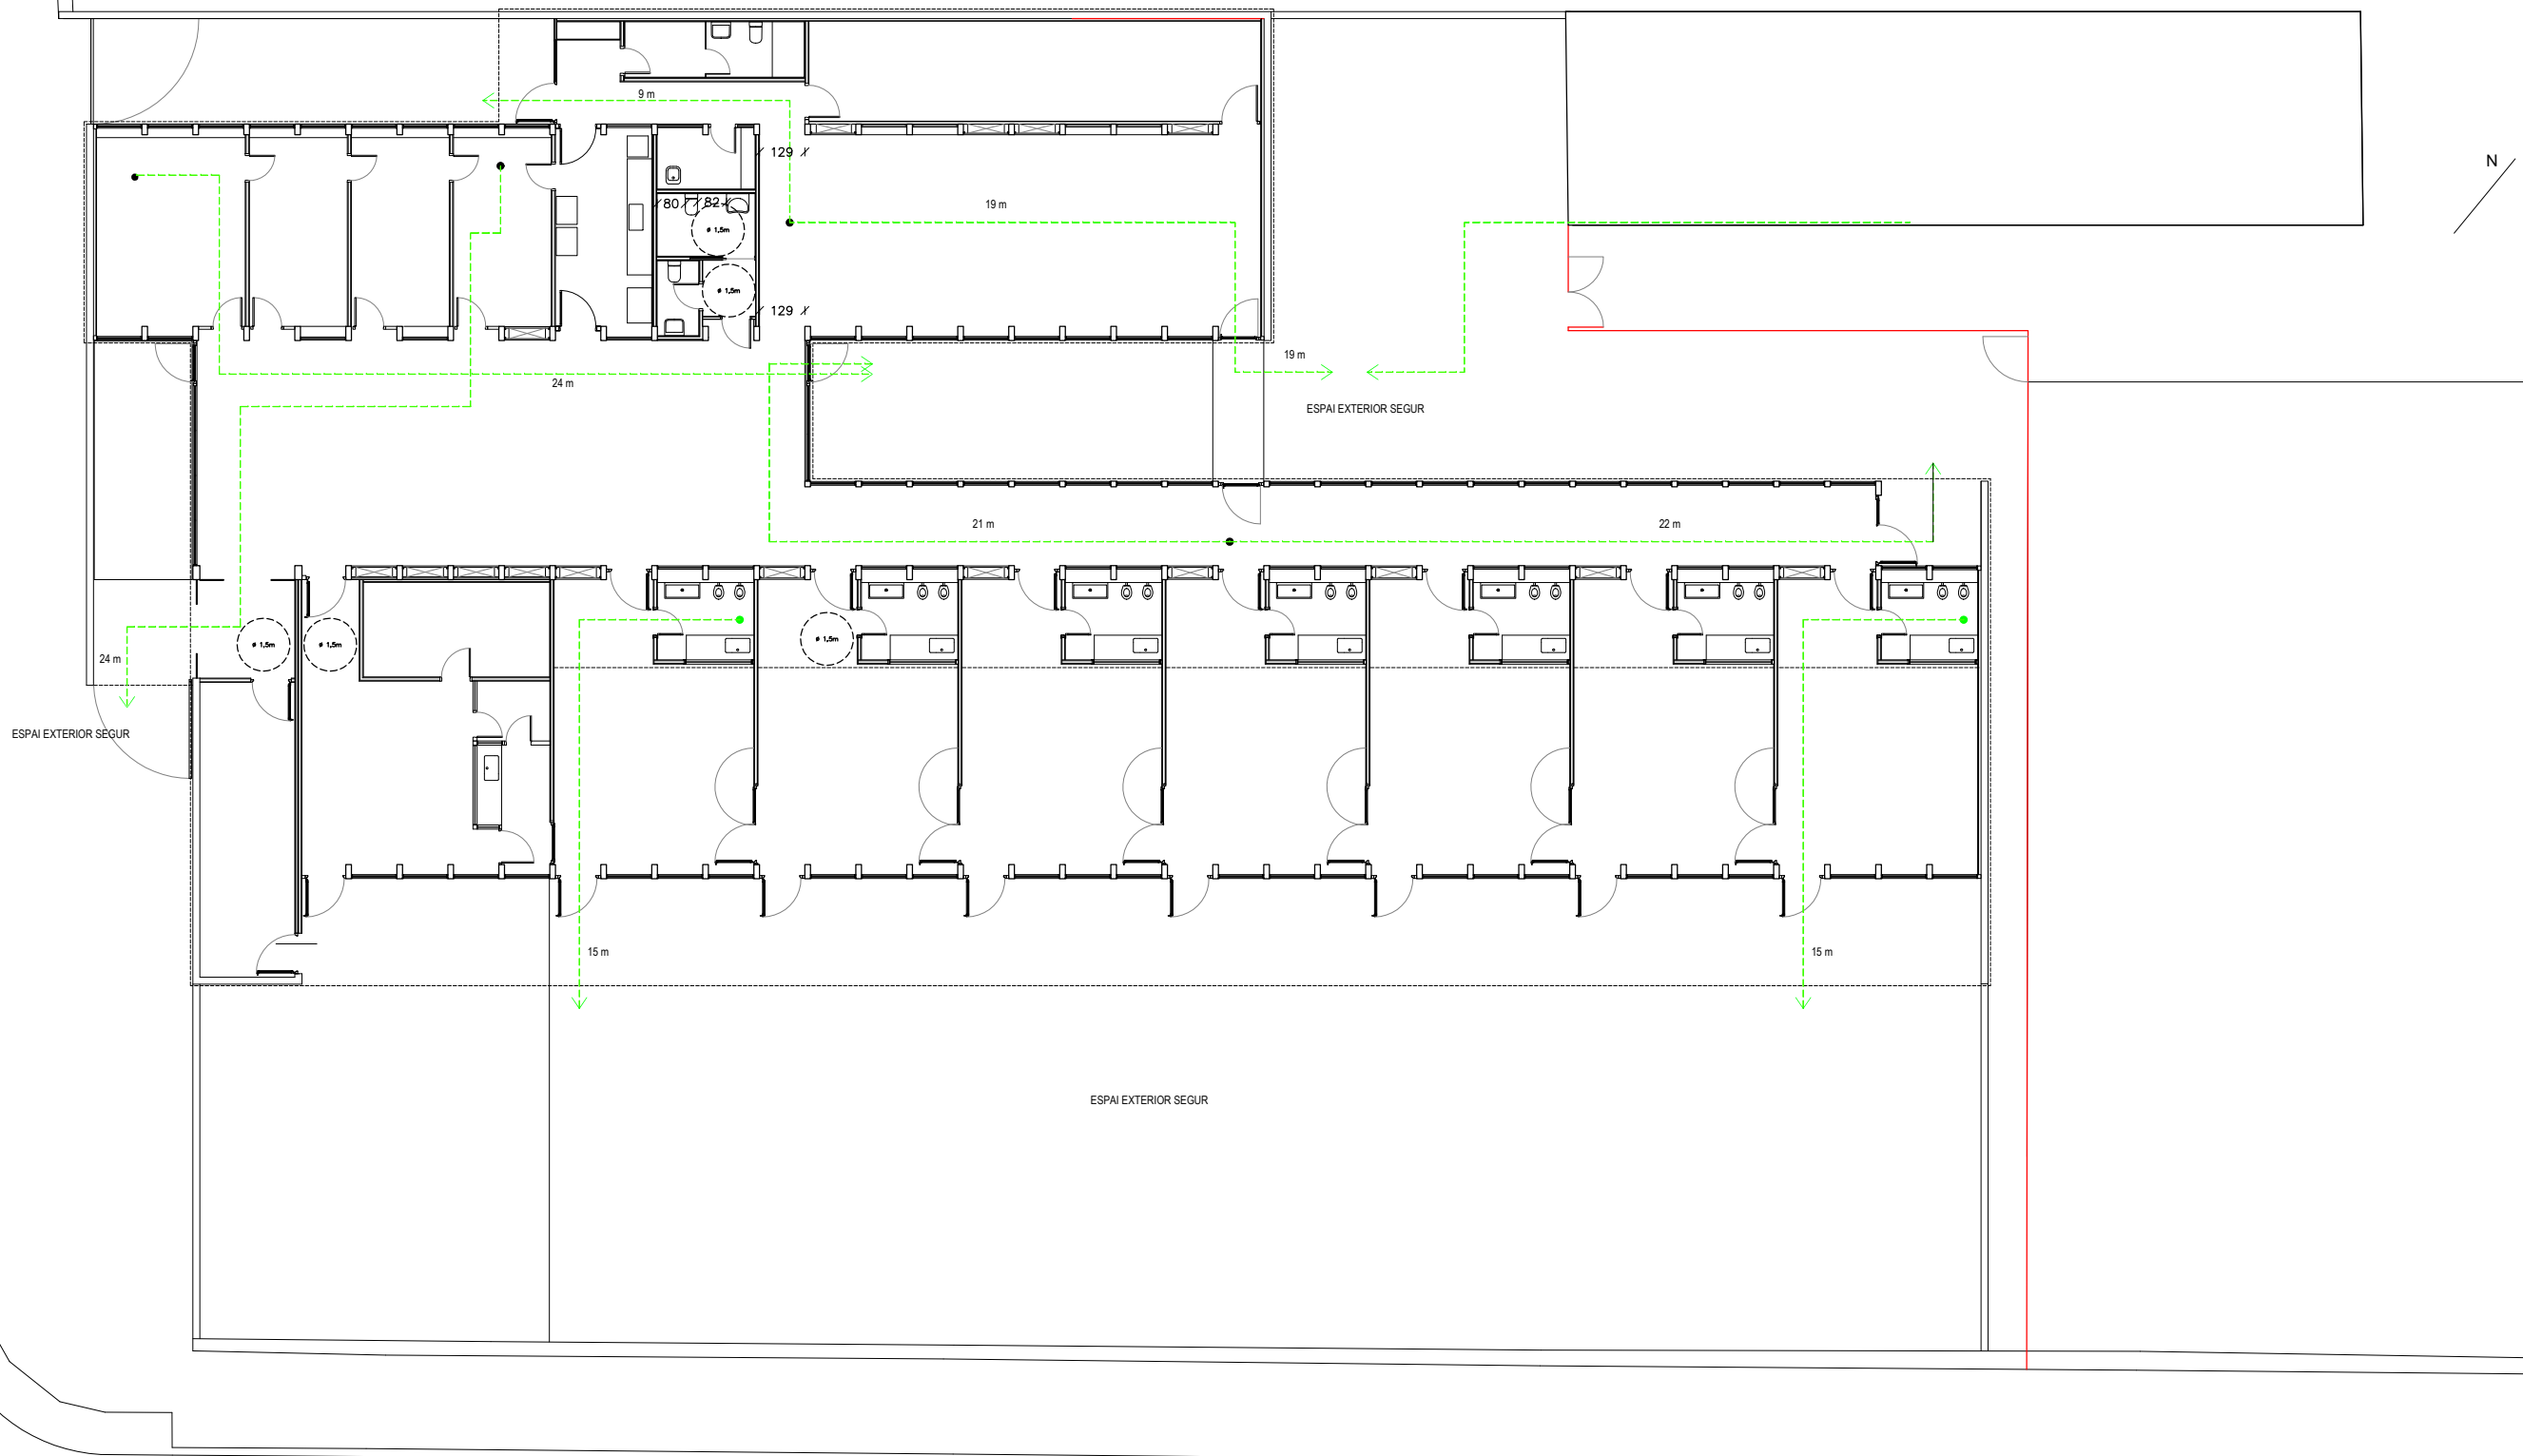 9 m
129
N
80
82
19 m
ø 1,5m
ø 1,5m
129
19 m
24 m
ESPAI EXTERIOR SEGUR
21 m
22 m
ø 1,5m
ø 1,5m
ø 1,5m
24 m
ESPAI EXTERIOR SEGUR
15 m
15 m
ESPAI EXTERIOR SEGUR